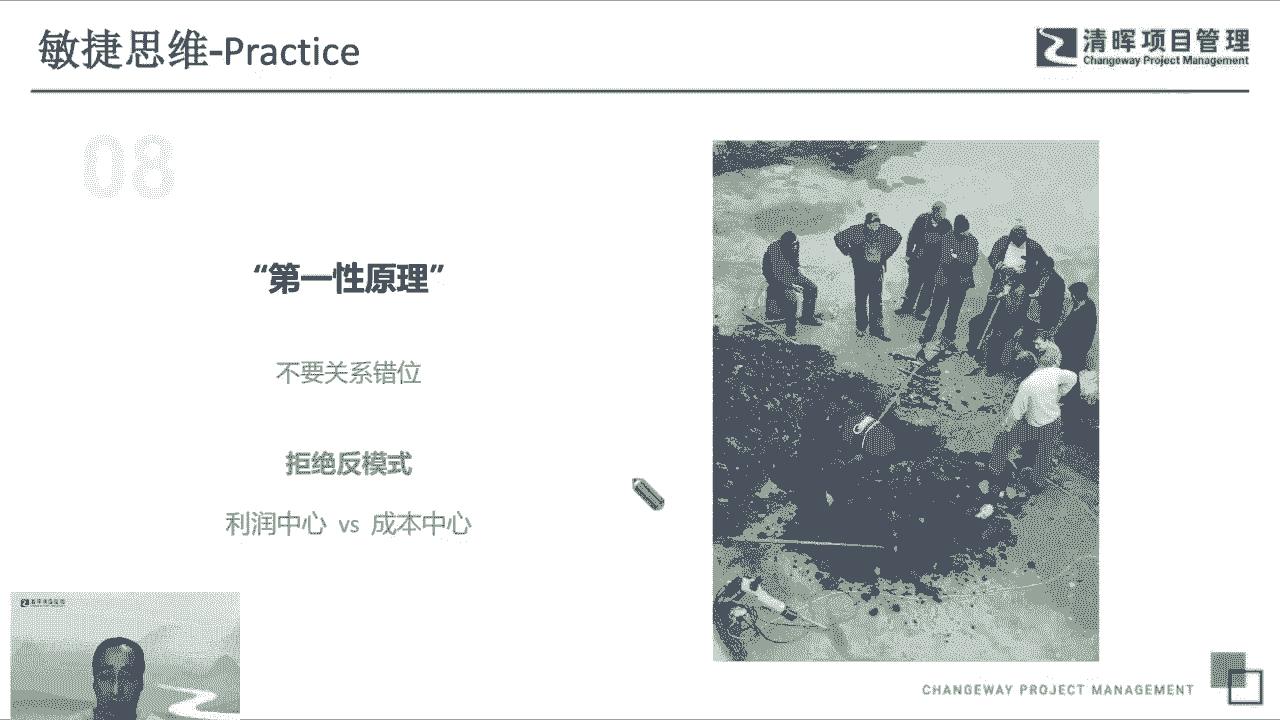 敏捷思维-Practice
清晖项目管理
Changeway Project Management
08
“第一性原理”
不要关系错位
拒绝反模式
利润中心 vs 成本中心
CHANGEWAY PROJECT MANAGEMENT